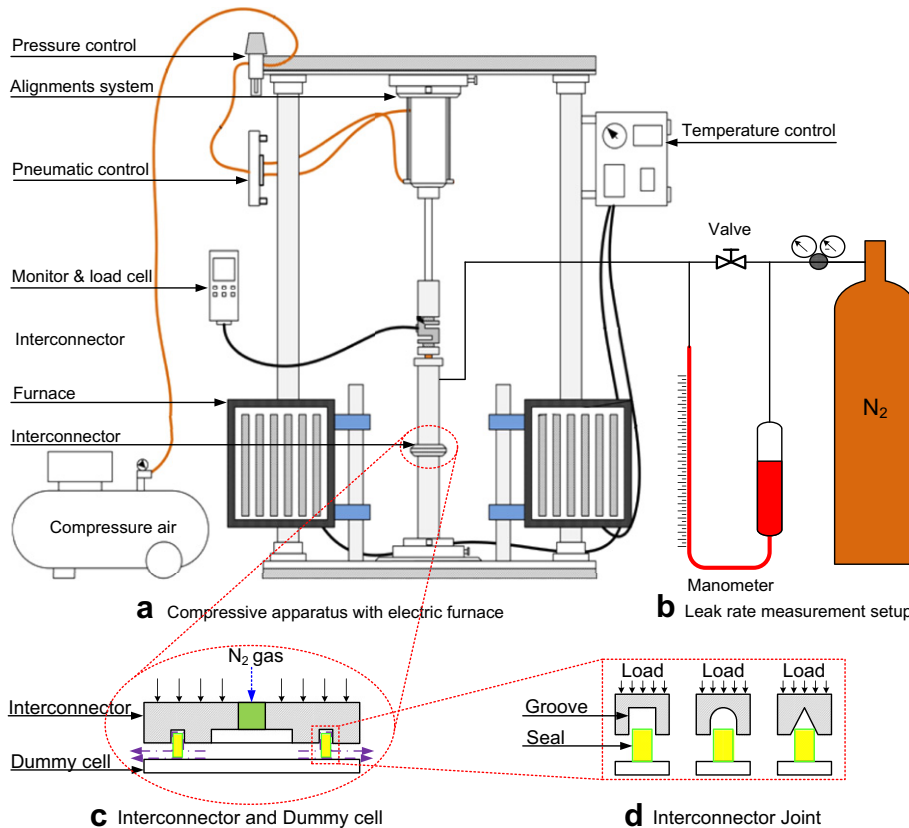 Pressure control
Alignments system
Temperature control
Pneumatic control
Valve
Monitor & load cell
Interconnector
Furnace
N2
Interconnector
Compressure air
Manometer
a Compressive apparatus with electric furnace
b Leak rate measurement setup
N2 gas
Load Load Load
Interconnector
Groove
Seal
Dummy cell
c Interconnector and Dummy cell
d Interconnector Joint